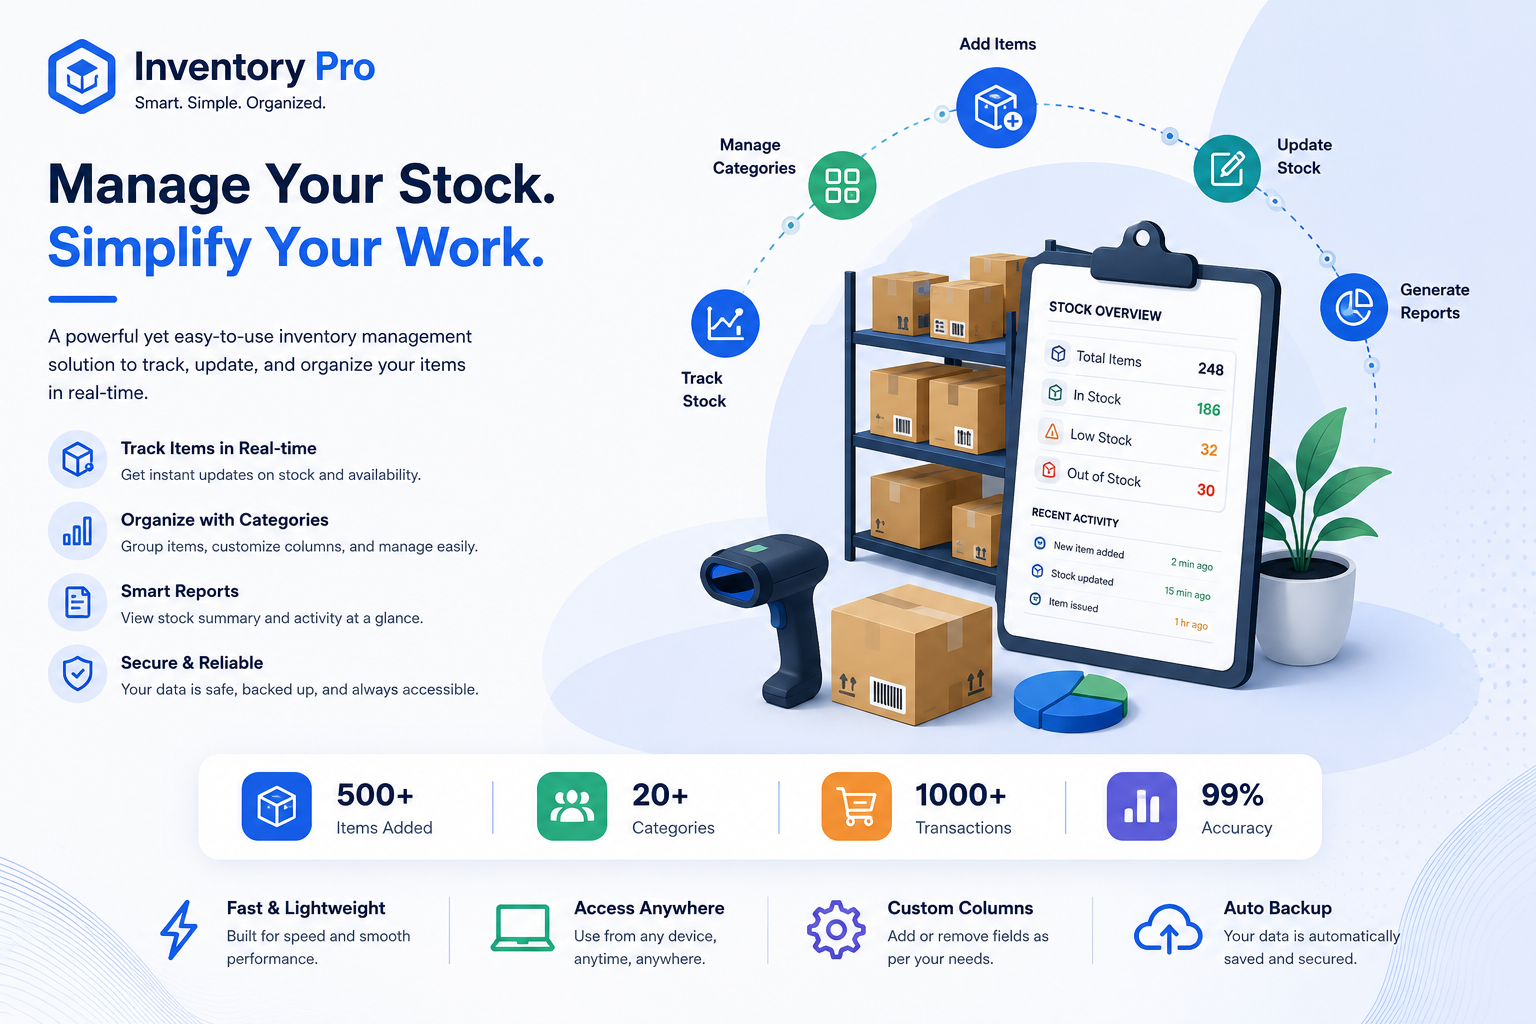 Inventory Pro
Smart. Simple. Organized.
Manage Your Stock.
Simplify Your Work.
A powerful yet easy-to-use inventory management
solution to track, update, and organize your items
in real-time.
Track Items in Real-time
Get instant updates on stock and availability.
Organize with Categories
Group items, customize columns, and manage easily.
Smart Reports
View stock summary and activity at a glance.
Secure & Reliable
Your data is safe, backed up, and always accessible.
Track
Stock
Manage
Categories
Add Items
Update
Stock
Generate
Reports
STOCK OVERVIEW
Total Items 248
In Stock 186
Low Stock 32
Out of Stock 30
RECENT ACTIVITY
New item added 2 min ago
Stock updated 15 min ago
Item issued 1 hr ago
500+
Items Added
20+
Categories
1000+
Transactions
99%
Accuracy
Fast & Lightweight
Built for speed and smooth
performance.
Access Anywhere
Use from any device,
anytime, anywhere.
Custom Columns
Add or remove fields as
per your needs.
Auto Backup
Your data is automatically
saved and secured.